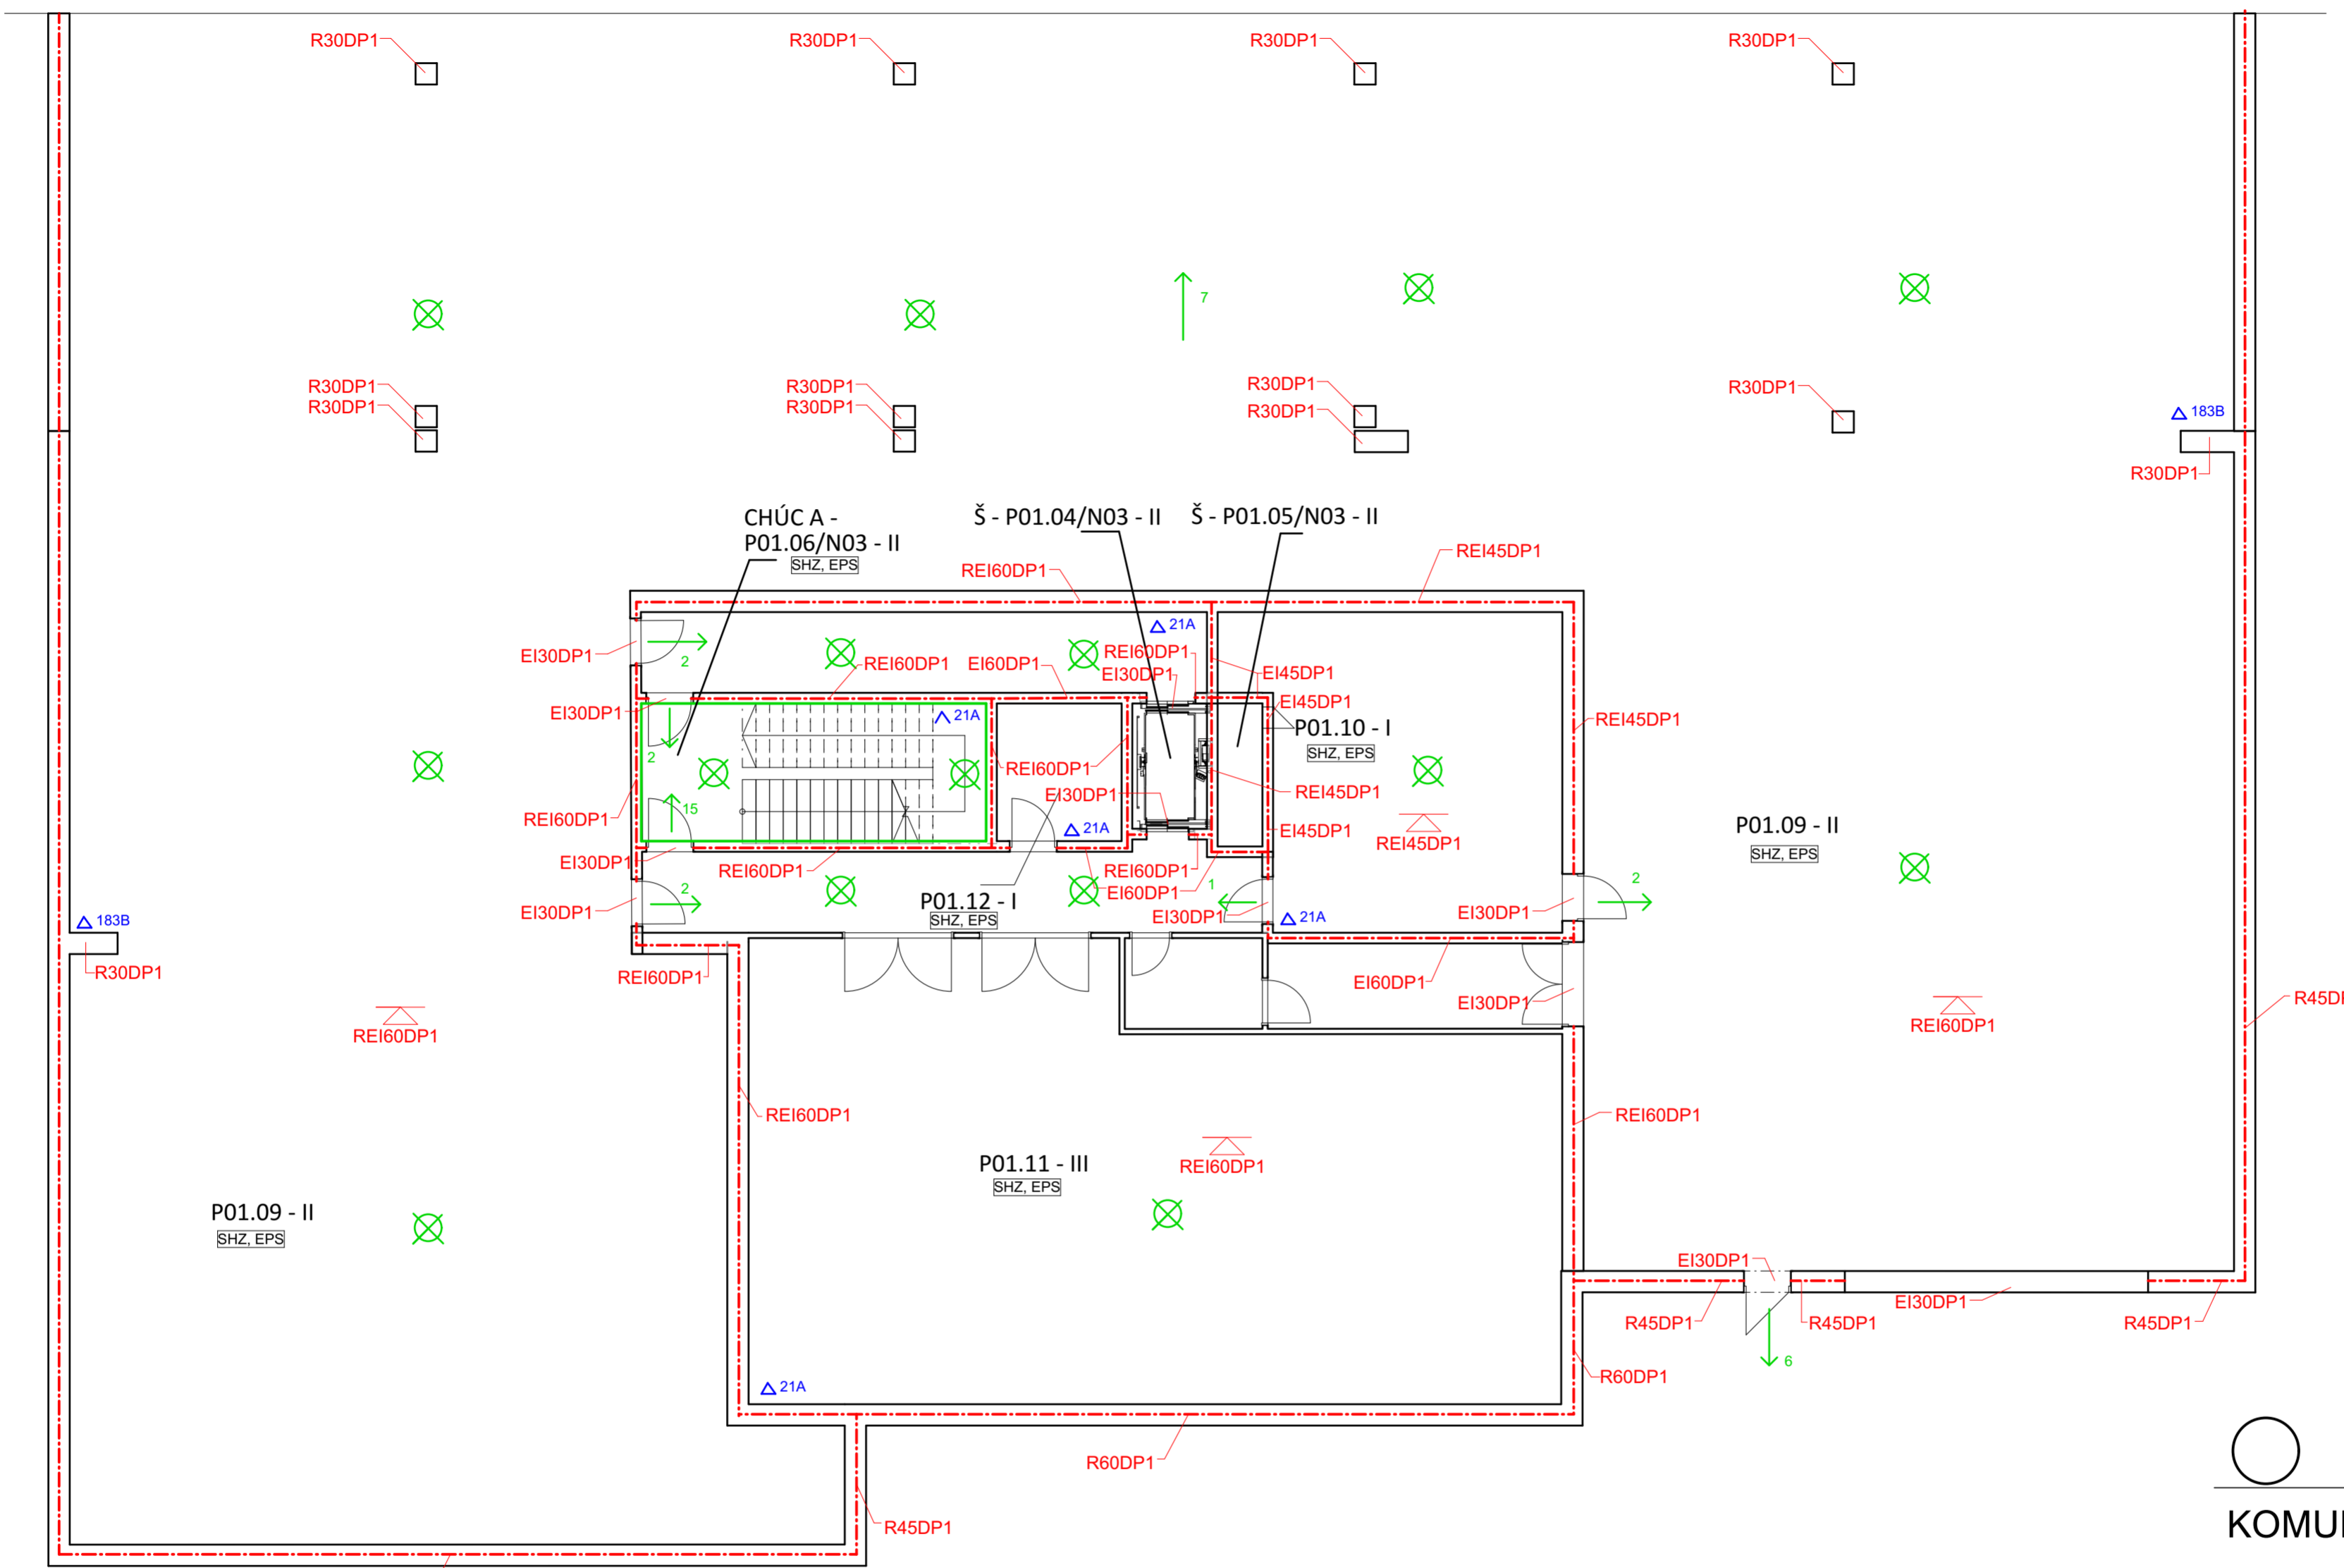 R30DP1
R30DP1
R30DP1
R30DP1
7
R30DP1
R30DP1
R30DP1
R30DP1
R30DP1
R30DP1
R30DP1
183B
R30DP1
CHÚC A -
P01.06/N03 - II
SHZ, EPS
Š - P01.04/N03 - II
Š - P01.05/N03 - II
REI60DP1
REI45DP1
21A
EI30DP1
2
REI60DP1
EI60DP1
REI60DP1
EI30DP1
EI45DP1
EI30DP1
21A
EI45DP1
REI45DP1
P01.10 - I
SHZ, EPS
2
REI60DP1
REI45DP1
EI30DP1
15
REI60DP1
21A
EI45DP1
REI45DP1
P01.09 - II
SHZ, EPS
EI30DP1
REI60DP1
REI60DP1
EI60DP1
2
1
2
P01.12 - I
SHZ, EPS
EI30DP1
EI30DP1
21A
EI30DP1
183B
R30DP1
REI60DP1
EI60DP1
EI30DP1
R45DP
REI60DP1
REI60DP1
REI60DP1
REI60DP1
P01.11 - III
SHZ, EPS
REI60DP1
P01.09 - II
SHZ, EPS
EI30DP1
EI30DP1
R45DP1
R45DP1
R45DP1
6
R60DP1
21A
R60DP1
R45DP1
KOMU